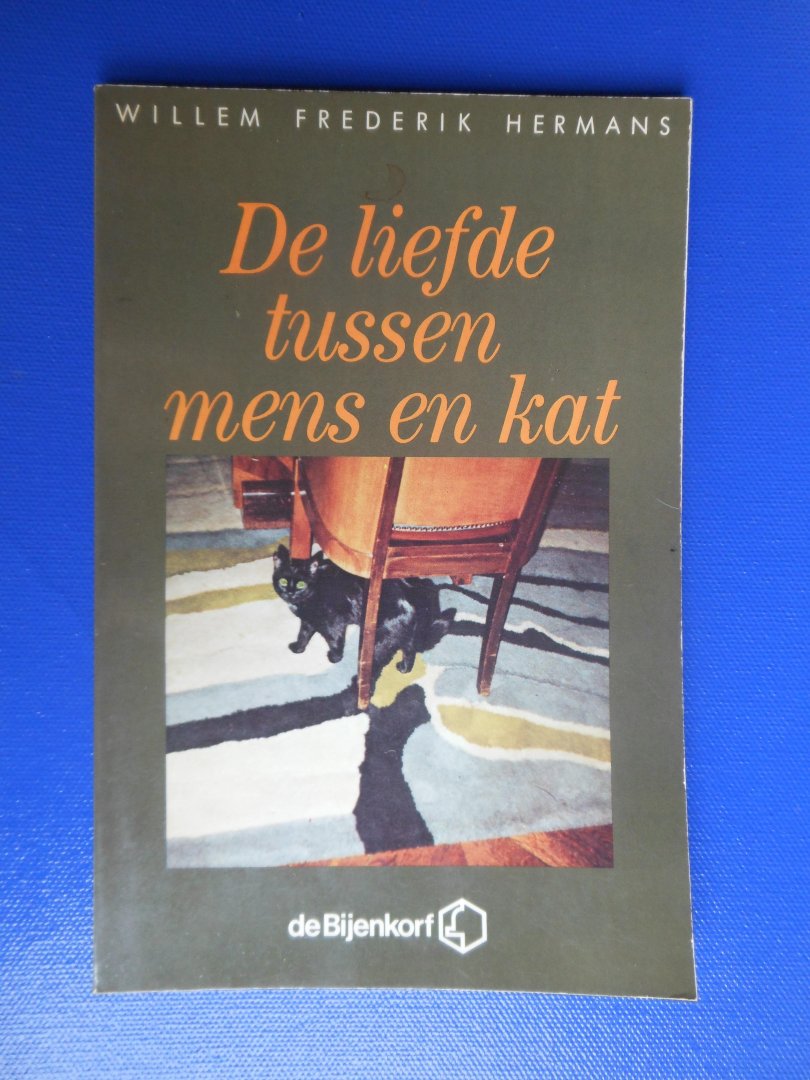 WILLEM FREDERIK HERMANS
De liefde
tussen
mens en kat
de Bijenkorf